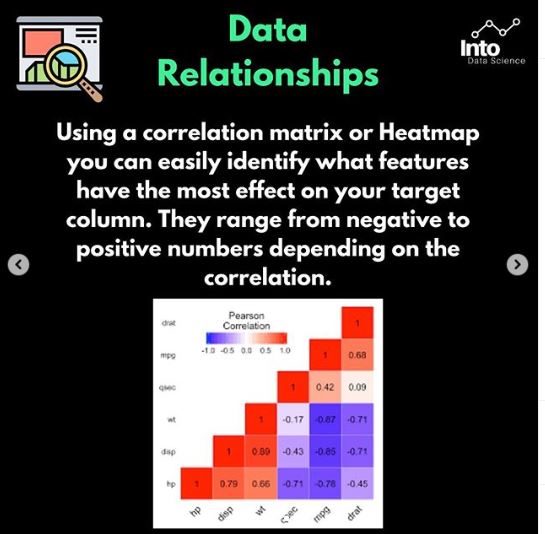 Data
Relationships
Into
Data Science
Using a correlation matrix or Heatmap
you can easily identify what features
have the most effect on your target
column. They range from negative to
positive numbers depending on the
correlation.
Pearson
Correlation
-1.0 -0.5 0.0 0.5 1.0
drat 1
mpg 1 0.68
qsec 1 0.42 0.09
wt 1 -0.17 -0.87 -0.71
disp 1 0.89 -0.43 -0.85 -0.71
hp 1 0.79 0.66 -0.71 -0.78 -0.45
hp disp wt qsec mpg drat